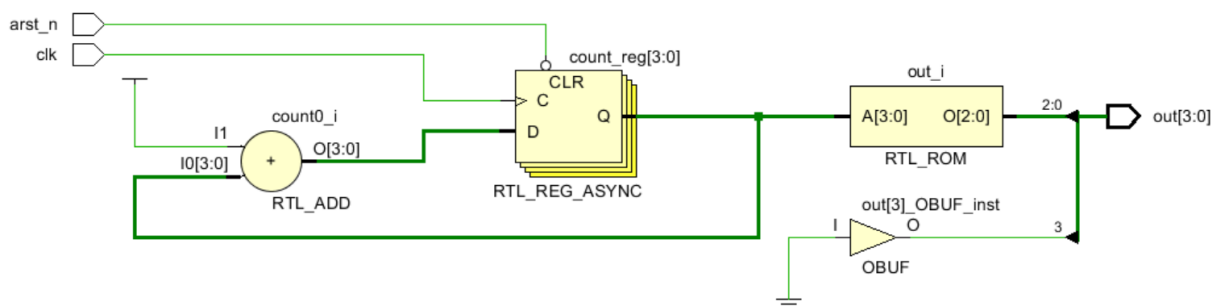 arst_n
clk
count_reg[3:0]
CLR
C
D
Q
RTL_REG_ASYNC
count0_i
I1
I0[3:0]
+
O[3:0]
RTL_ADD
out_i
A[3:0]
O[2:0]
RTL_ROM
2:0
out[3:0]
out[3]_OBUF_inst
I
O
3
OBUF